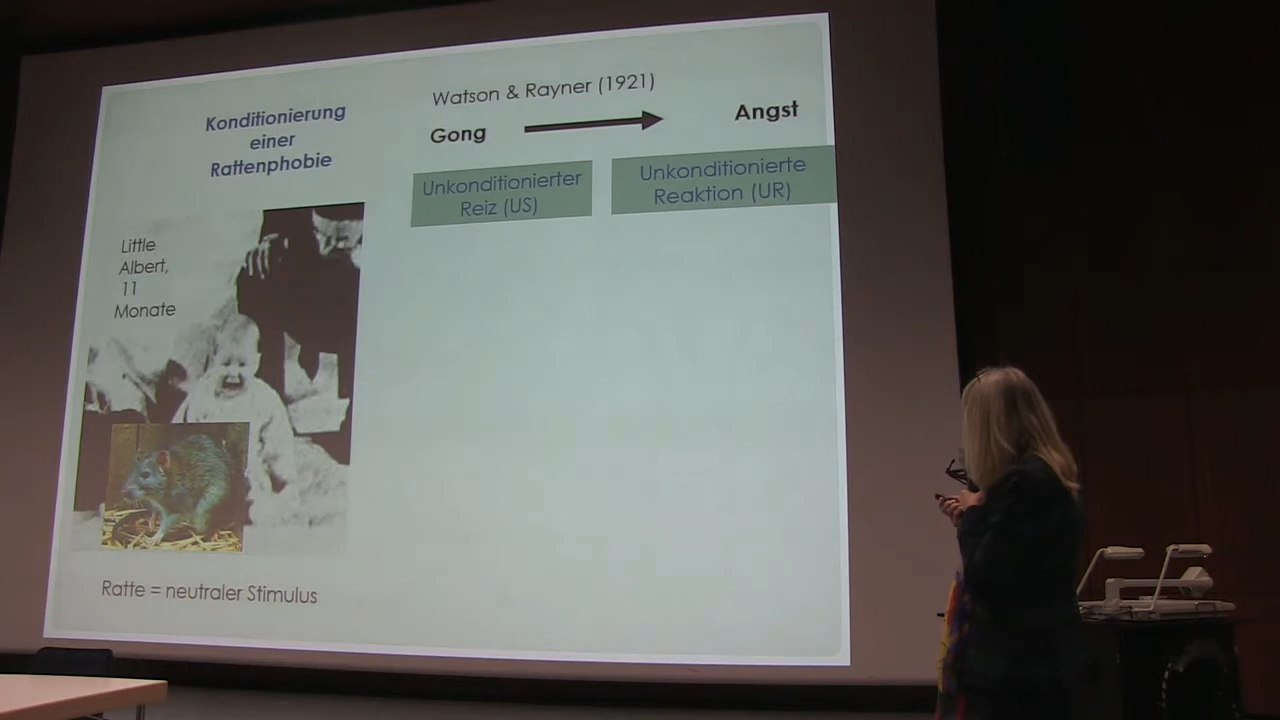 Konditionierung
einer
Rattenphobie
Watson & Rayner (1921)
Gong
Angst
Unkonditionierter
Reiz (US)
Unkonditionierte
Reaktion (UR)
Little
Albert,
11
Monate
Ratte = neutraler Stimulus